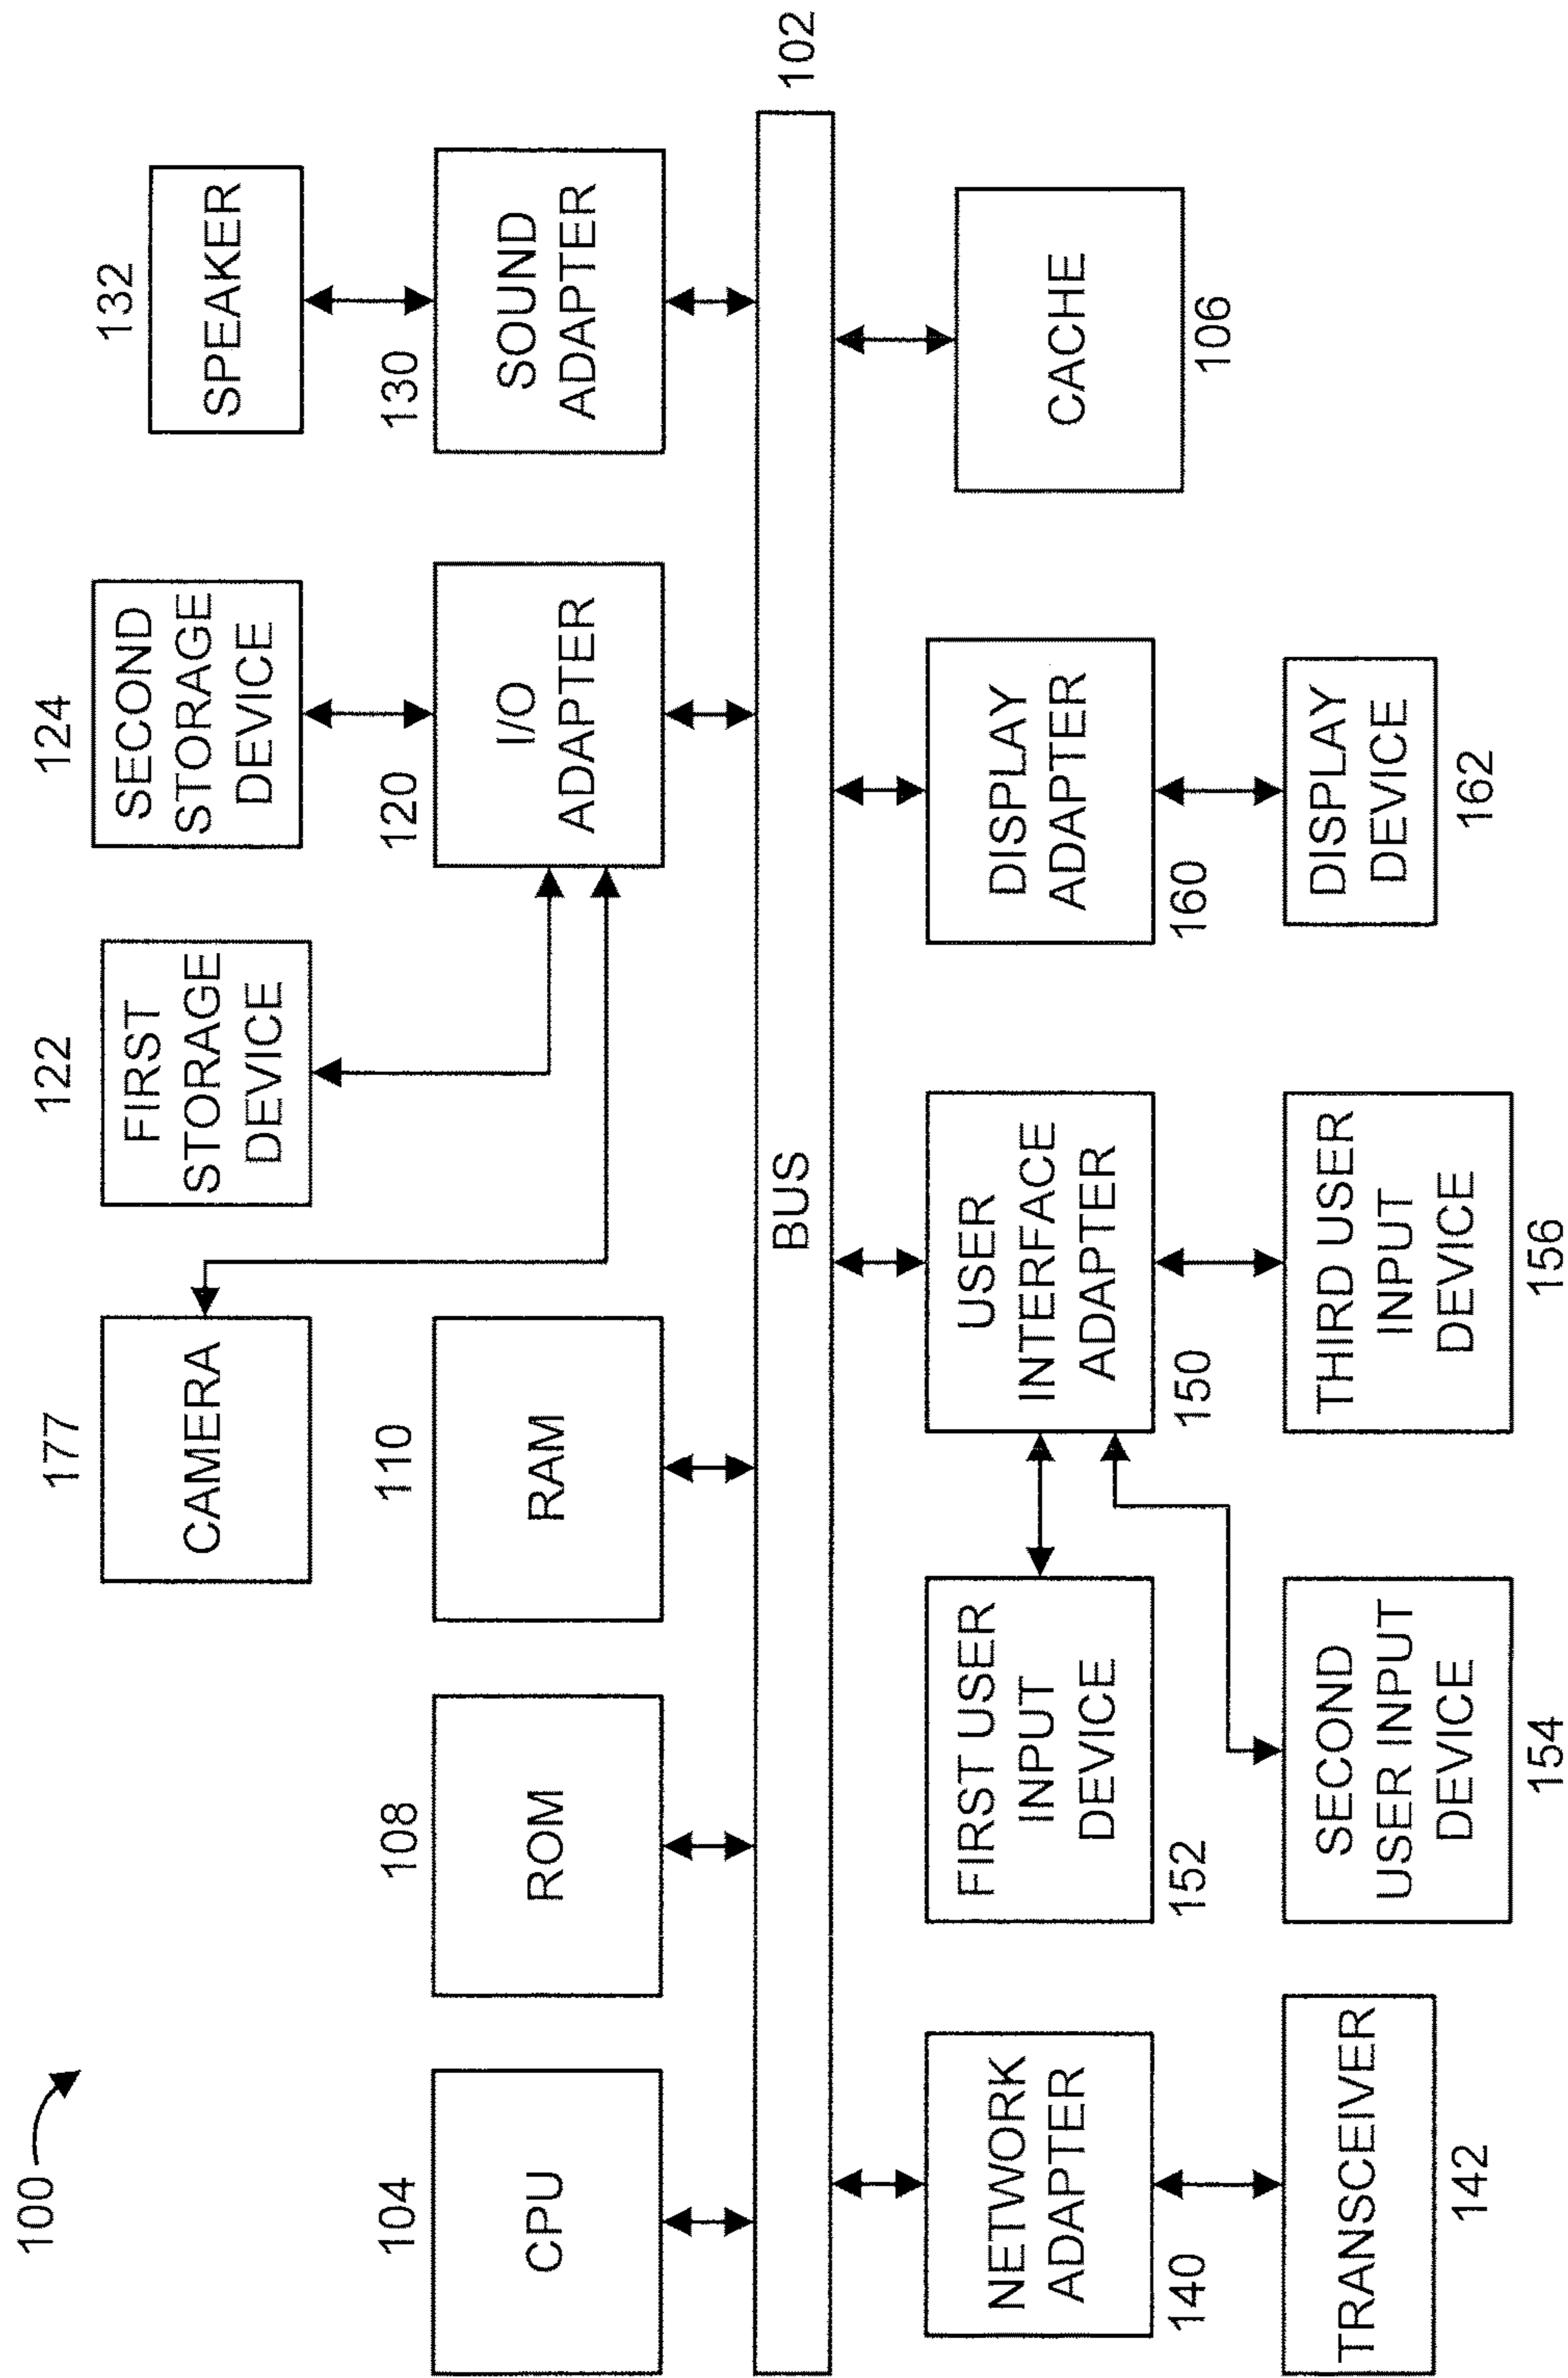 100
177
CAMERA
122
FIRST
STORAGE
DEVICE
124
SECOND
STORAGE
DEVICE
132
SPEAKER
104
CPU
108
ROM
110
RAM
120
I/O
ADAPTER
130
SOUND
ADAPTER
BUS
102
NETWORK
ADAPTER
140
TRANSCEIVER
142
FIRST USER
INPUT
DEVICE
152
SECOND
USER INPUT
DEVICE
154
USER
INTERFACE
ADAPTER
150
THIRD USER
INPUT
DEVICE
156
DISPLAY
ADAPTER
160
DISPLAY
DEVICE
162
CACHE
106